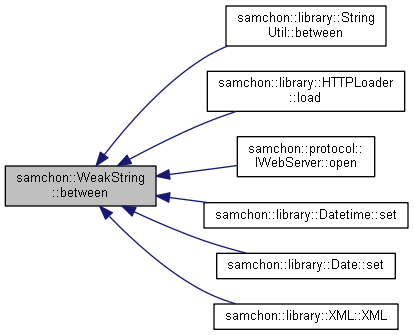 samchon::library::String
Util::between
samchon::library::HTTPLoader
::load
samchon::protocol::
IWebServer::open
samchon::WeakString
::between
samchon::library::Datetime::set
samchon::library::Date::set
samchon::library::XML::XML